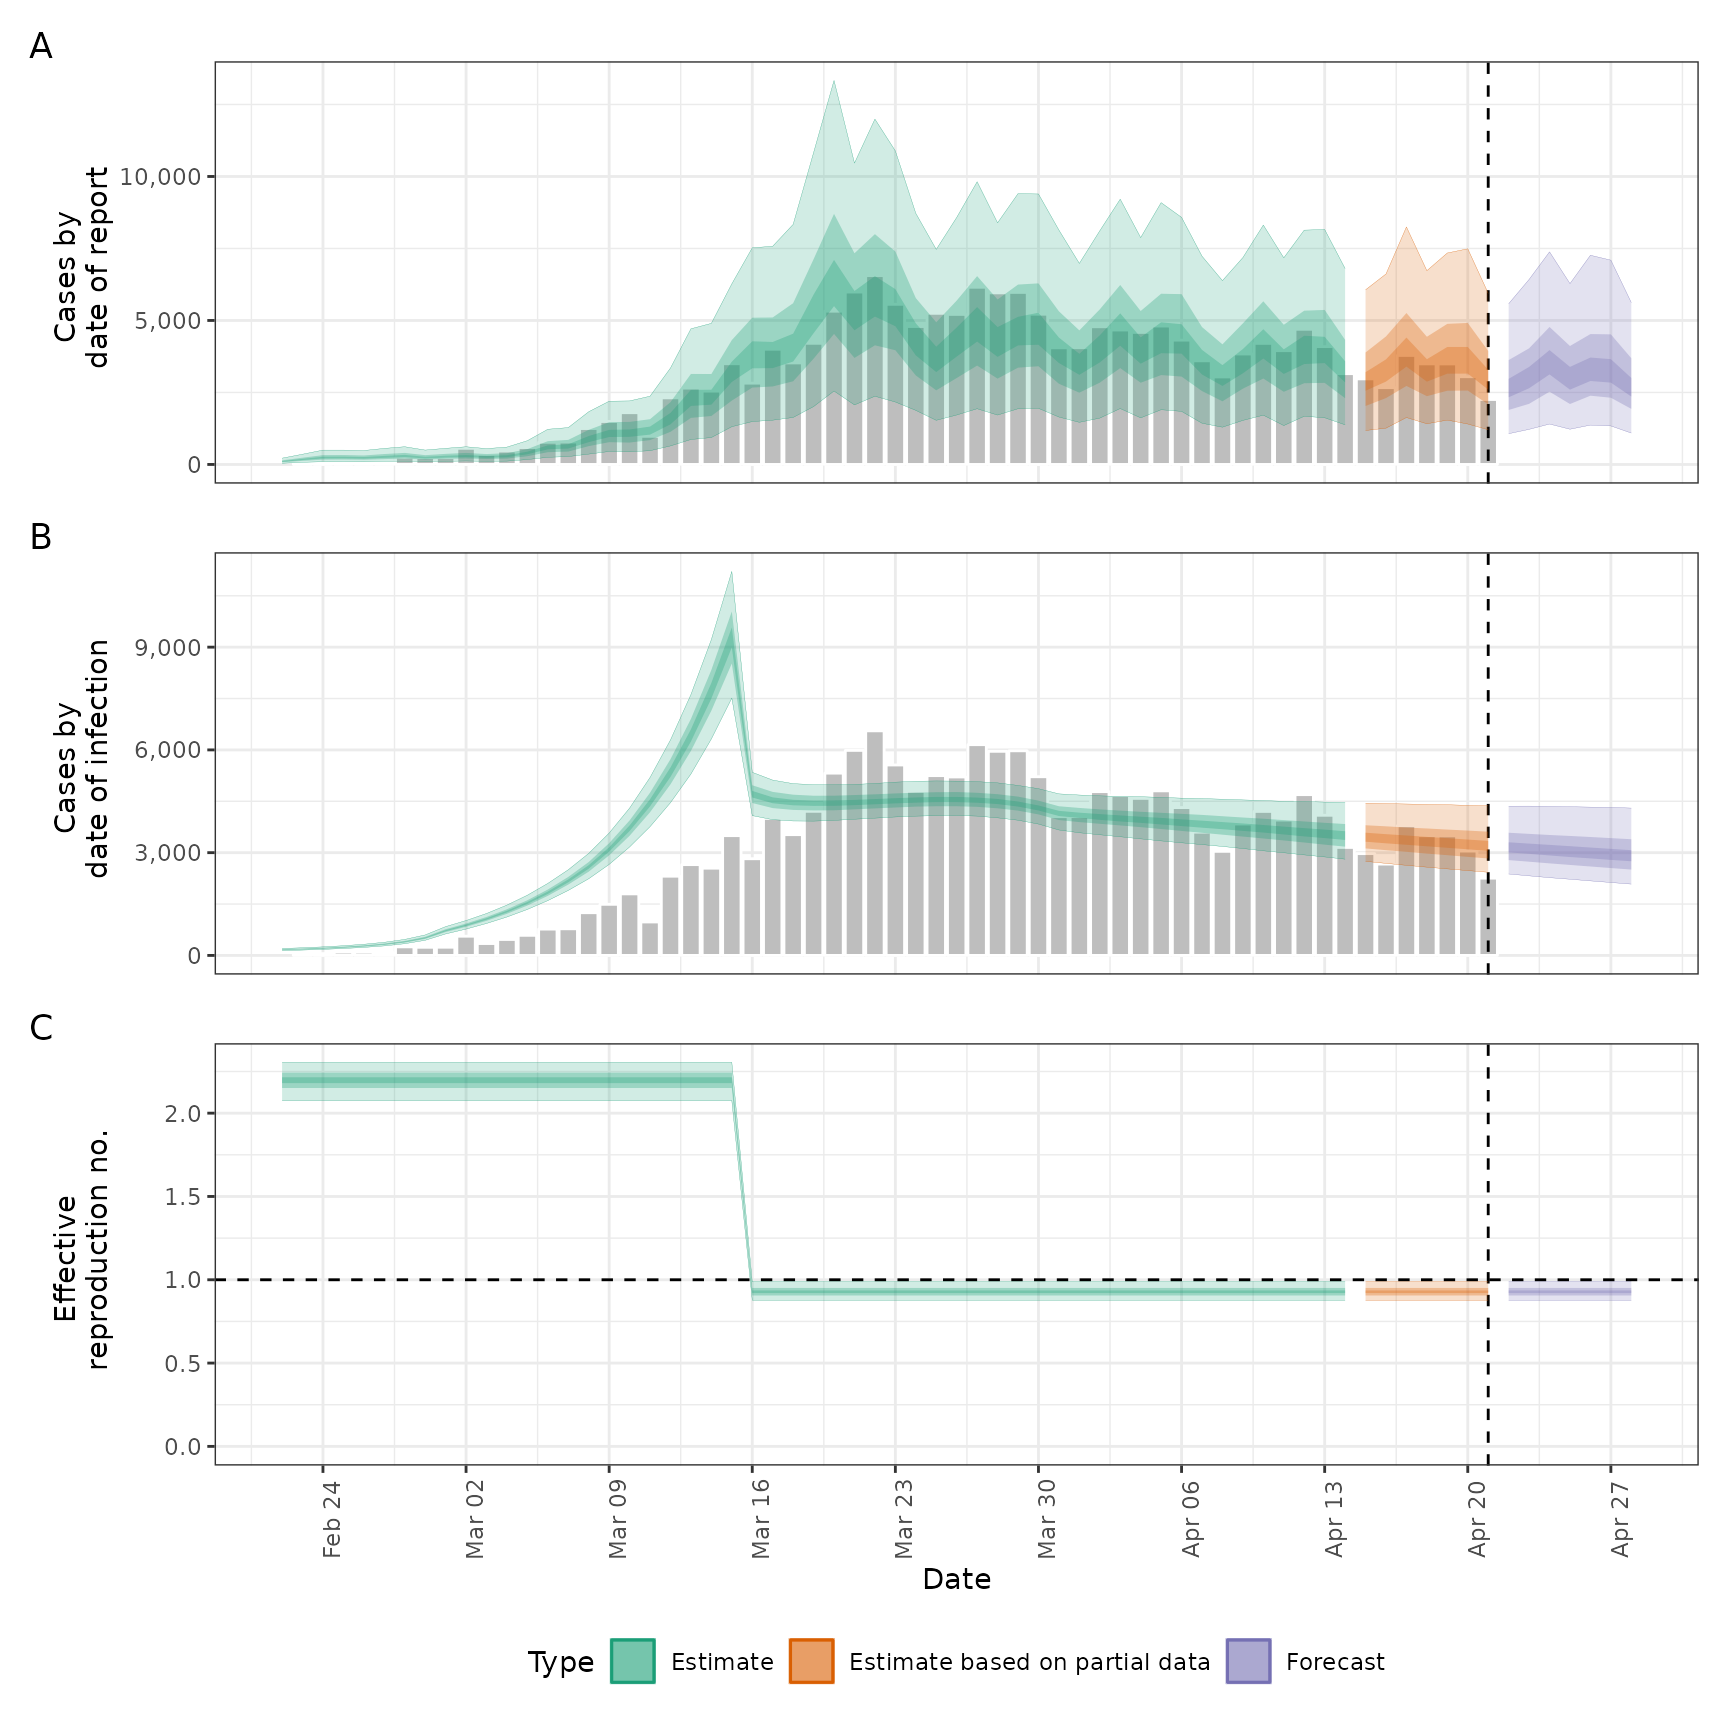 A
Cases by
date of report
10,000
5,000
0
B
Cases by
date of infection
9,000
6,000
3,000
0
C
Effective
reproduction no.
2.0
1.5
1.0
0.5
0.0
Feb 24
Mar 02
Mar 09
Mar 16
Mar 23
Mar 30
Apr 06
Apr 13
Apr 20
Apr 27
Date
Type
Estimate
Estimate based on partial data
Forecast